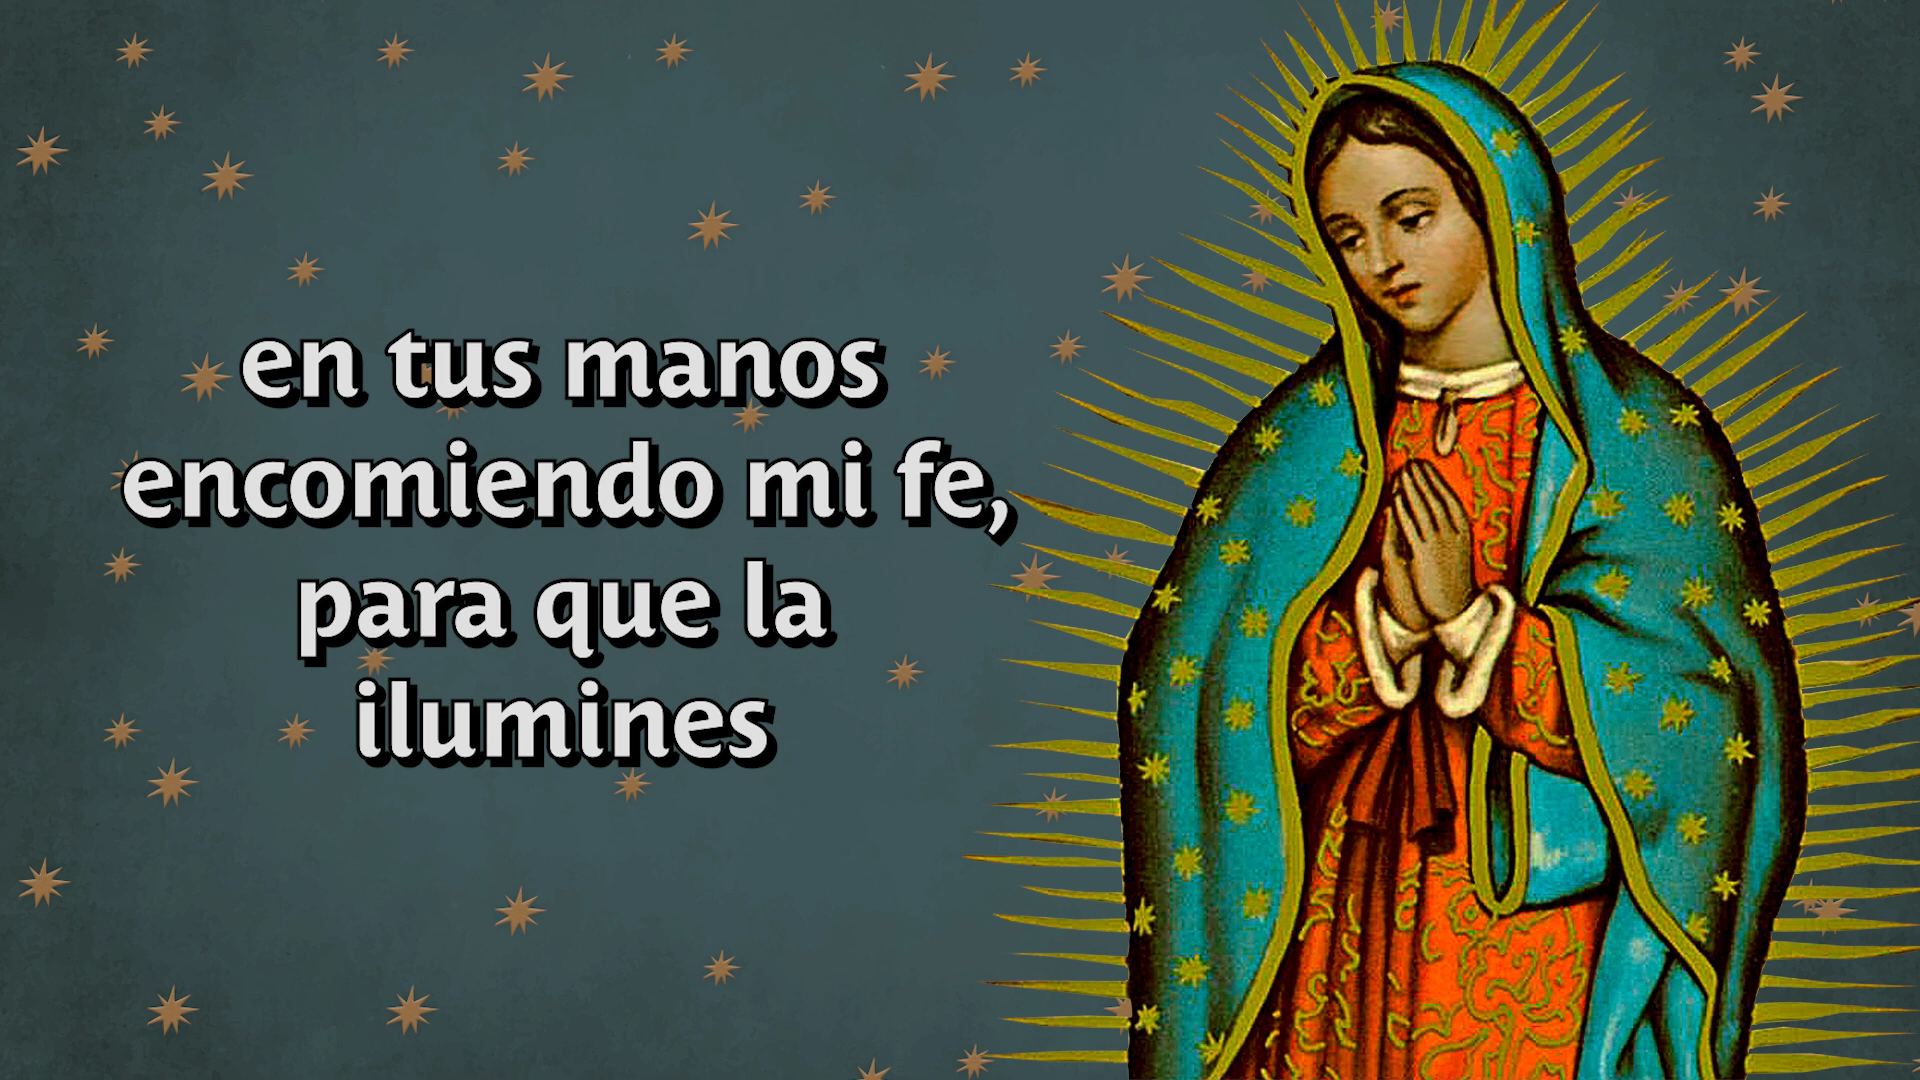 en tus manos
encomiendo mi fe,
para que la
ilumines